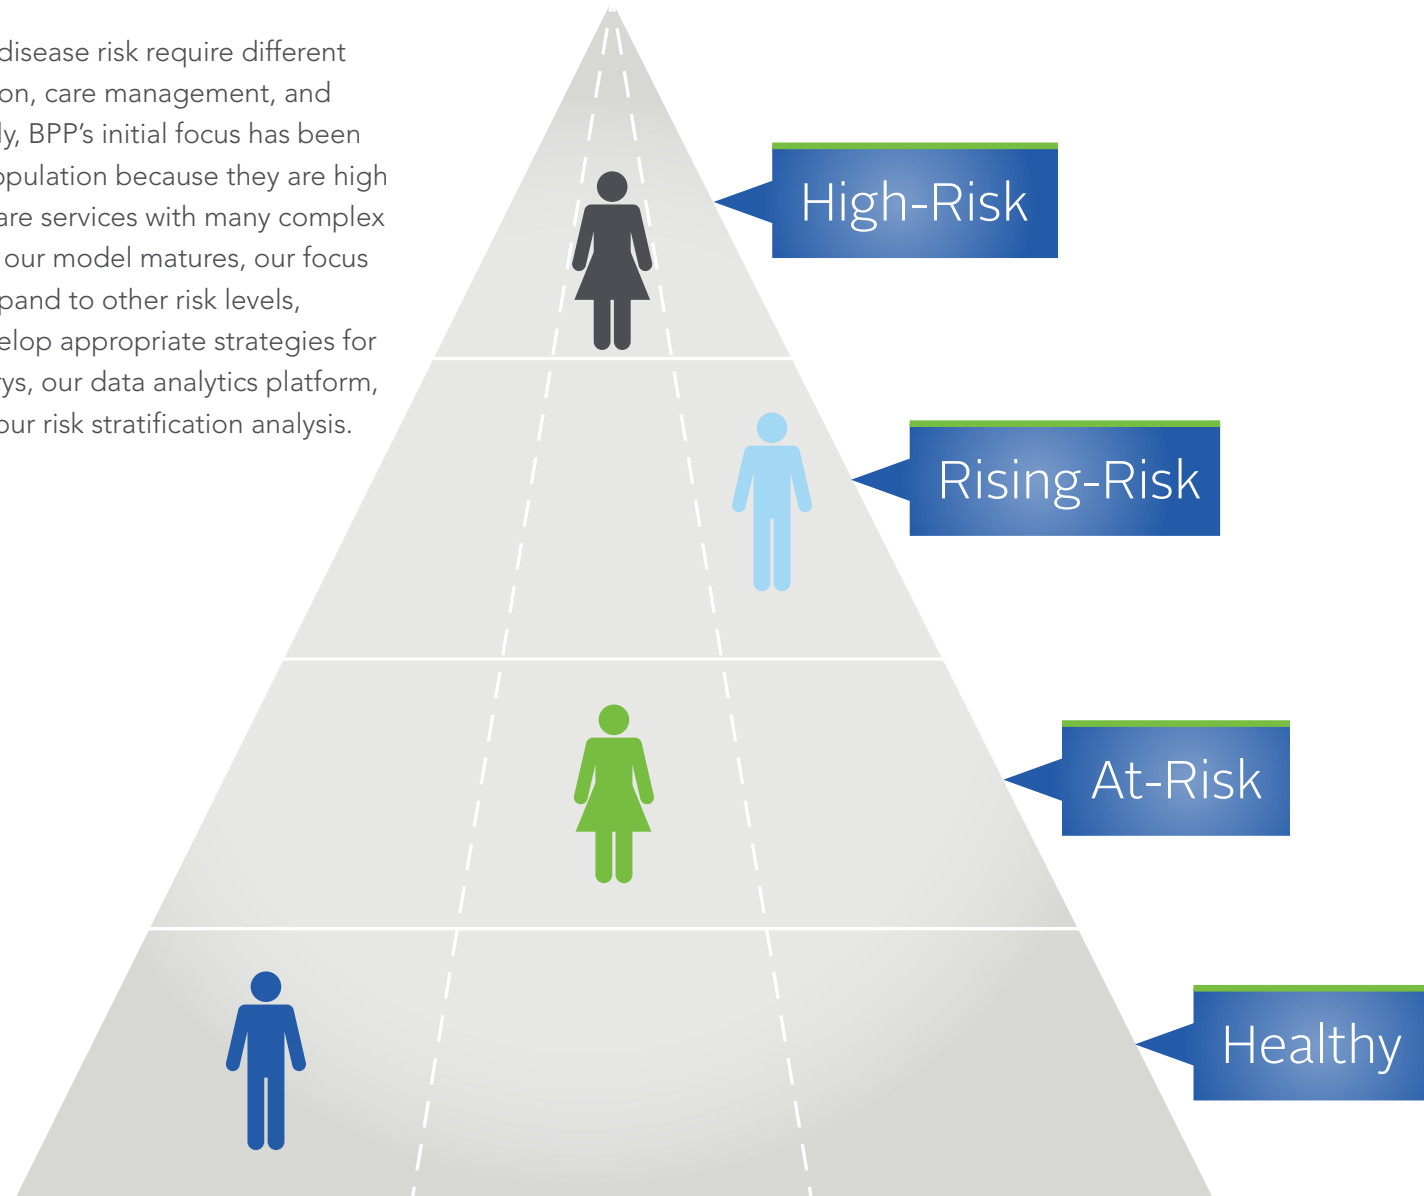 disease risk require different
on, care management, and
ly, BPP's initial focus has been
opulation because they are high
are services with many complex
our model matures, our focus
pand to other risk levels,
elop appropriate strategies for
rys, our data analytics platform,
our risk stratification analysis.
High-Risk
Rising-Risk
At-Risk
Healthy